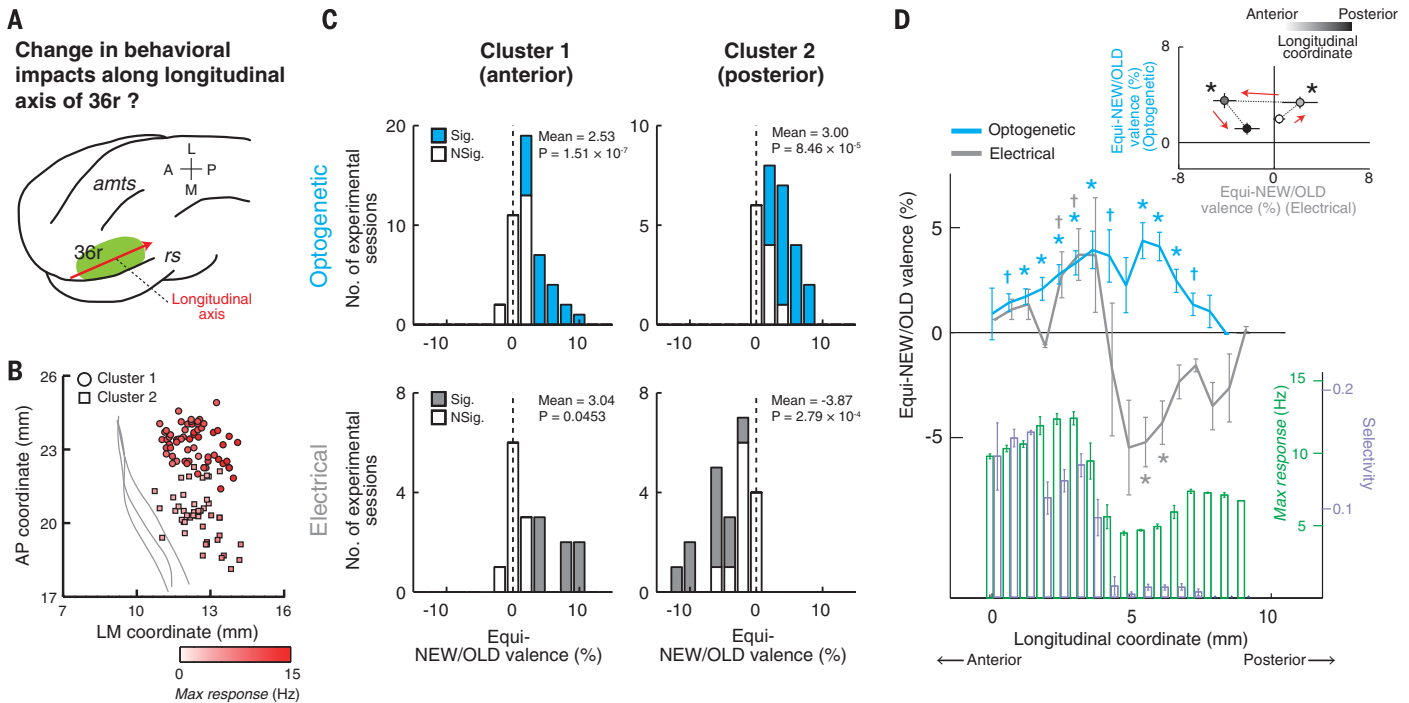 A
Change in behavioral
impacts along longitudinal
axis of 36r ?
L
A
P
M
amts
36r
rs
Longitudinal
axis
B
26
23
20
17
AP coordinate (mm)
Cluster 1
Cluster 2
7
10
13
16
LM coordinate (mm)
0
15
Max response (Hz)
C
Cluster 1
(anterior)
Cluster 2
(posterior)
Optogenetic
No. of experimental
sessions
20
10
0
Sig.
NSig.
Mean = 2.53
P = 1.51 × 10-7
-10
0
10
10
5
0
Mean = 3.00
P = 8.46 × 10-5
-10
0
10
Electrical
No. of experimental
sessions
8
4
0
Sig.
NSig.
Mean = 3.04
P = 0.0453
-10
0
10
Equi-
NEW/OLD valence (%)
8
4
0
Mean = -3.87
P = 2.79 × 10-4
-10
0
10
Equi-
NEW/OLD valence (%)
D
Anterior
Posterior
Longitudinal
coordinate
8
0
Equi-NEW/OLD
valence (%)
(Optogenetic)
* *
-8
0
8
Equi-NEW/OLD
valence (%) (Electrical)
Optogenetic
Electrical
Equi-NEW/OLD valence (%)
5
0
-5
† * * * † * † * * † * * * †
* *
15
10
5
Max response (Hz)
0.2
0.1
Selectivity
0
5
10
Longitudinal coordinate (mm)
← Anterior
Posterior →